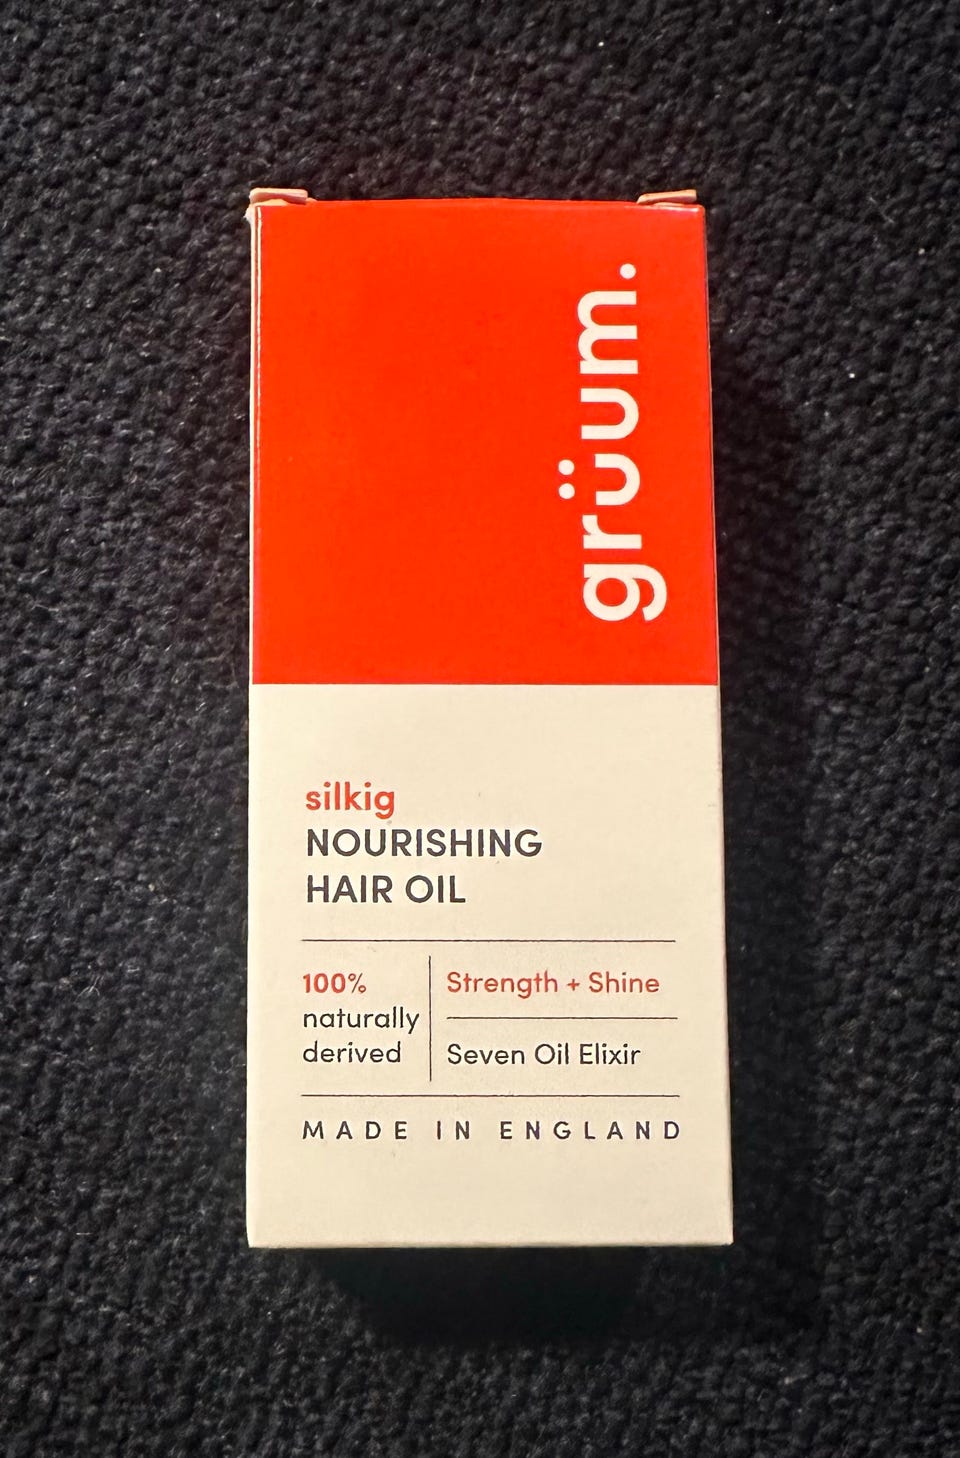 grüum.
silkig
NOURISHING
HAIR OIL
100%
naturally
derived
Strength + Shine
Seven Oil Elixir
MADE IN ENGLAND